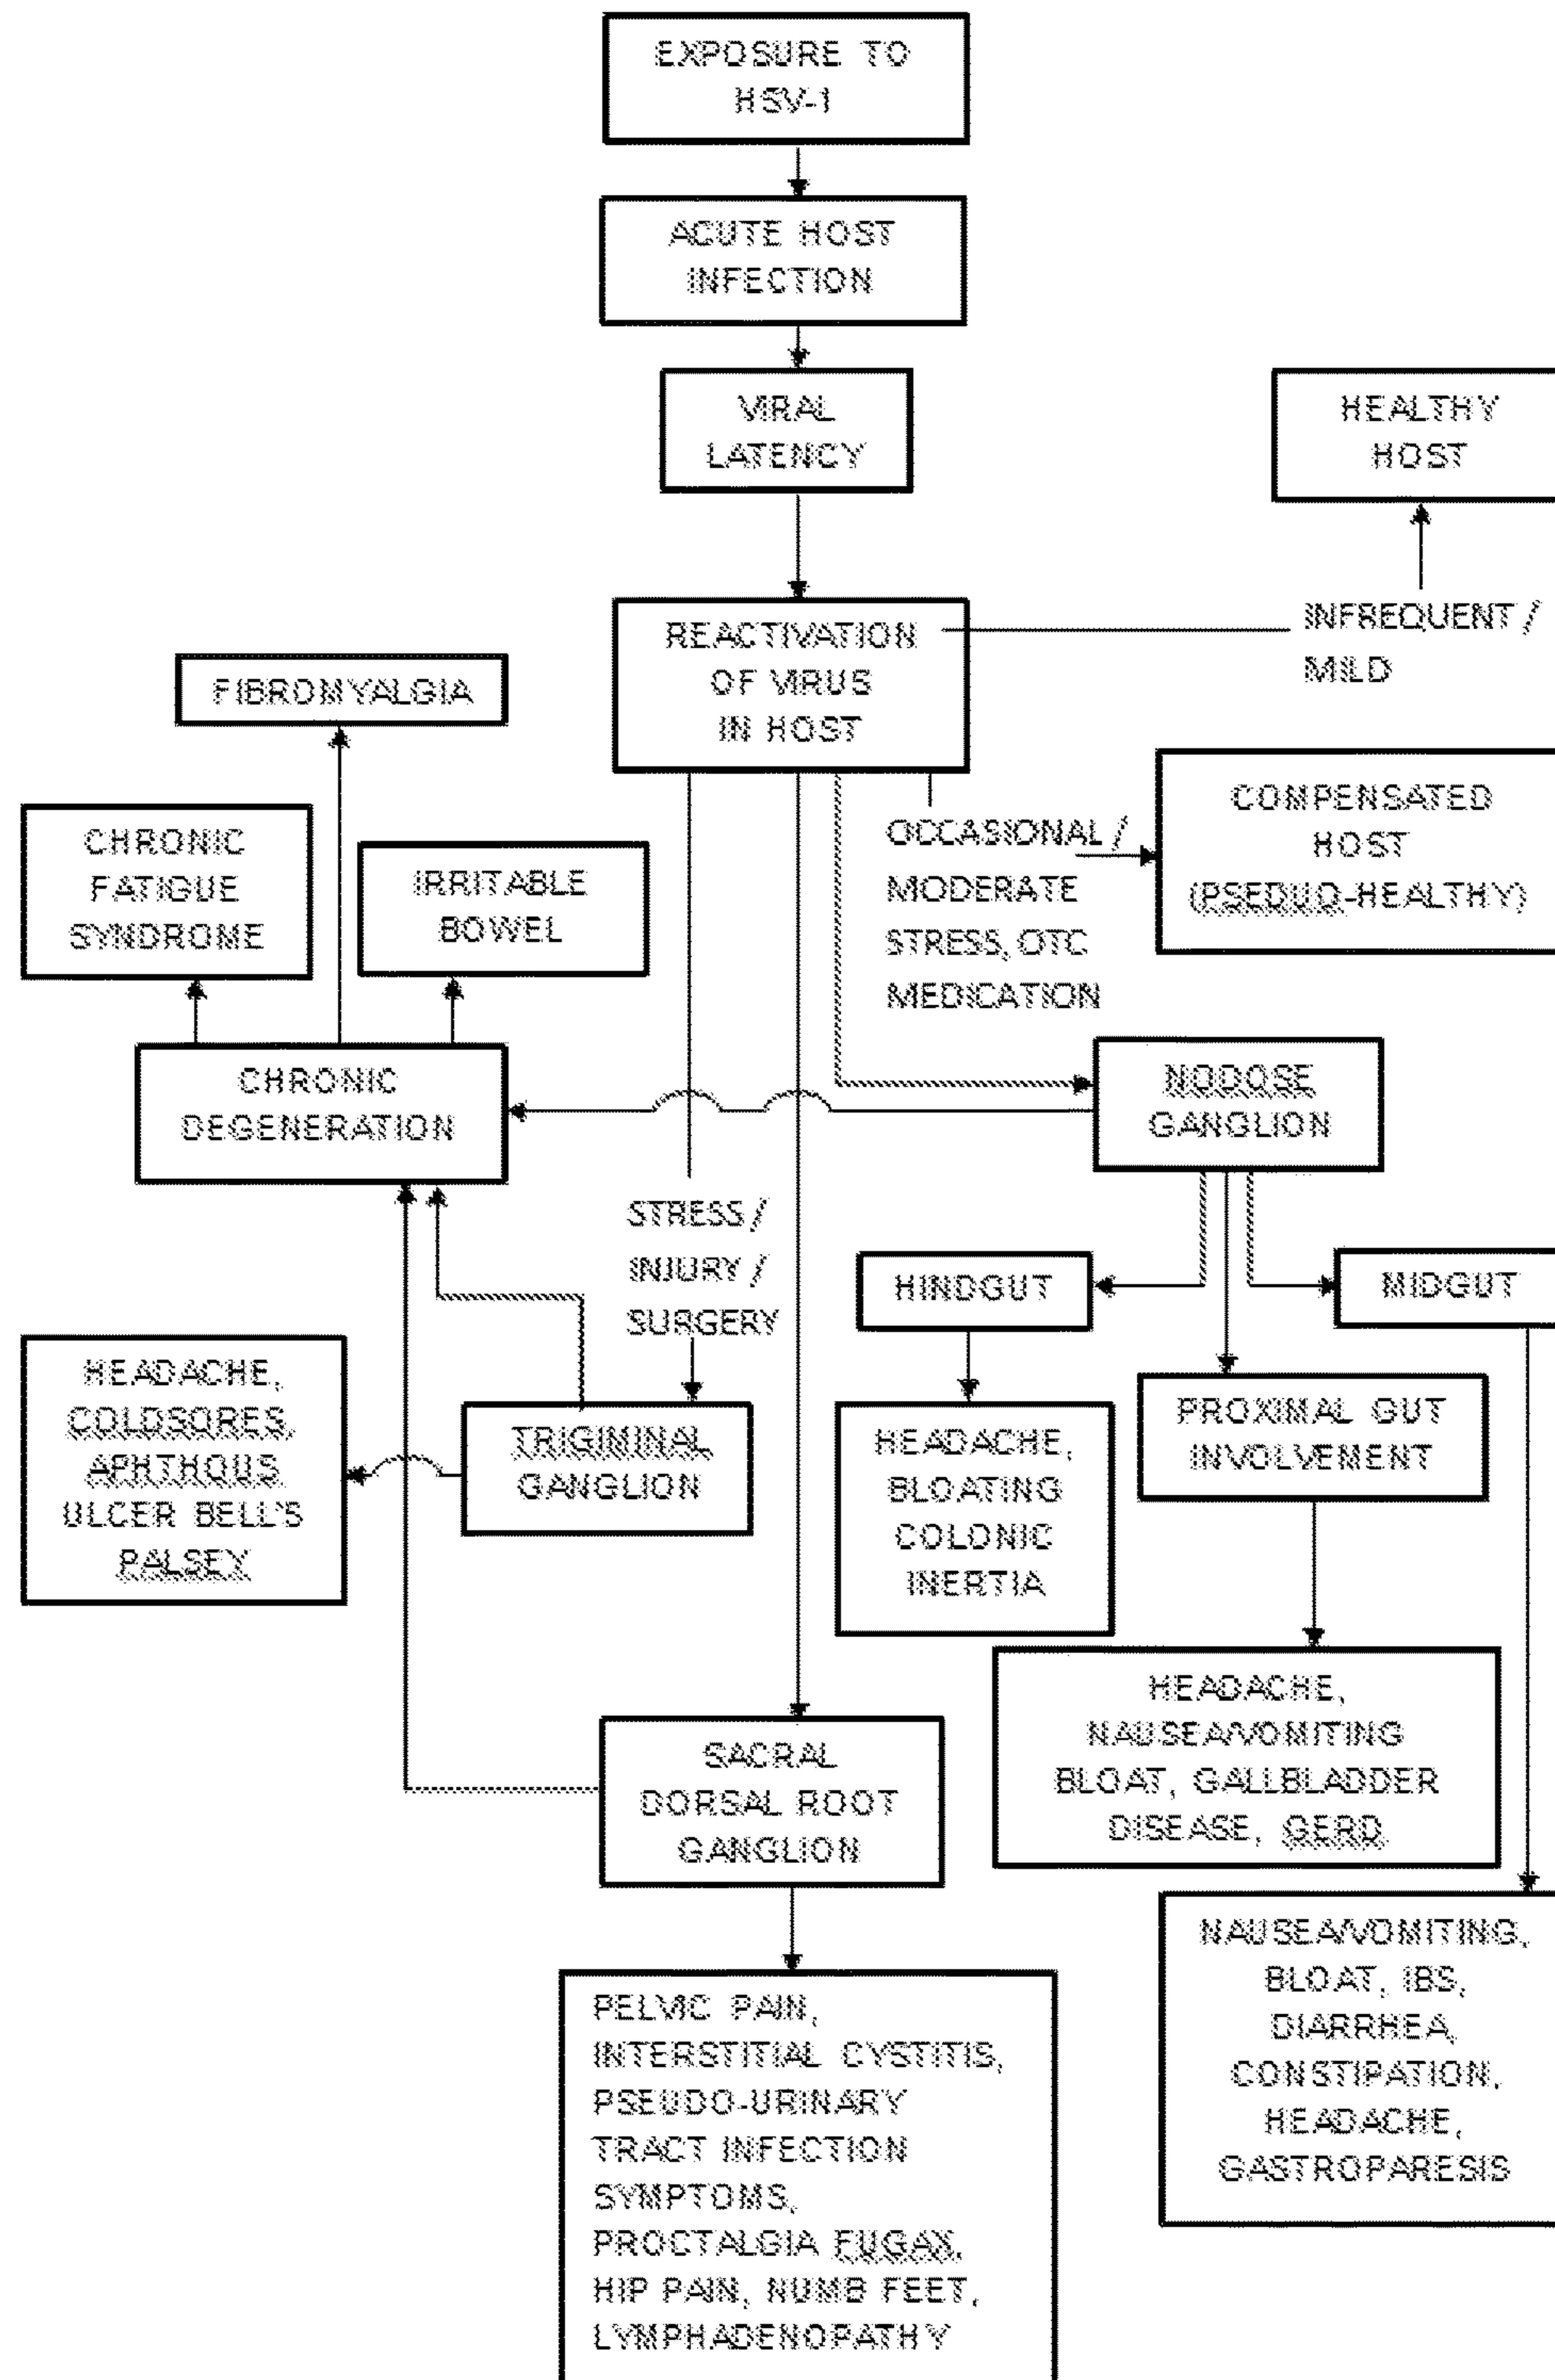 EXPOSURE TO
HSV-1
ACUTE HOST
INFECTION
VIRAL
LATENCY
HEALTHY
HOST
REACTIVATION
OF VIRUS
IN HOST
INFREQUENT /
MILD
FIBROMYALGIA
CHRONIC
FATIGUE
SYNDROME
IRRITABLE
BOWEL
OCCASIONAL /
MODERATE
STRESS, OTC
MEDICATION
COMPENSATED
HOST
(PSEDUO-HEALTHY)
CHRONIC
DEGENERATION
NODOSE
GANGLION
STRESS /
INJURY /
SURGERY
HINDGUT
MIDGUT
HEADACHE,
COLDSORES,
APHTHOUS
ULCER BELL'S
PALSEY
TRIGIMINAL
GANGLION
HEADACHE,
BLOATING
COLONIC
INERTIA
PROXIMAL GUT
INVOLVEMENT
HEADACHE,
NAUSEA/VOMITING
BLOAT, GALLBLADDER
DISEASE, GERD
SACRAL
DORSAL ROOT
GANGLION
NAUSEA/VOMITING,
BLOAT, IBS,
DIARRHEA,
CONSTIPATION,
HEADACHE,
GASTROPARESIS
PELVIC PAIN,
INTERSTITIAL CYSTITIS,
PSEUDO-URINARY
TRACT INFECTION
SYMPTOMS,
PROCTALGIA FUGAX,
HIP PAIN, NUMB FEET,
LYMPHADENOPATHY